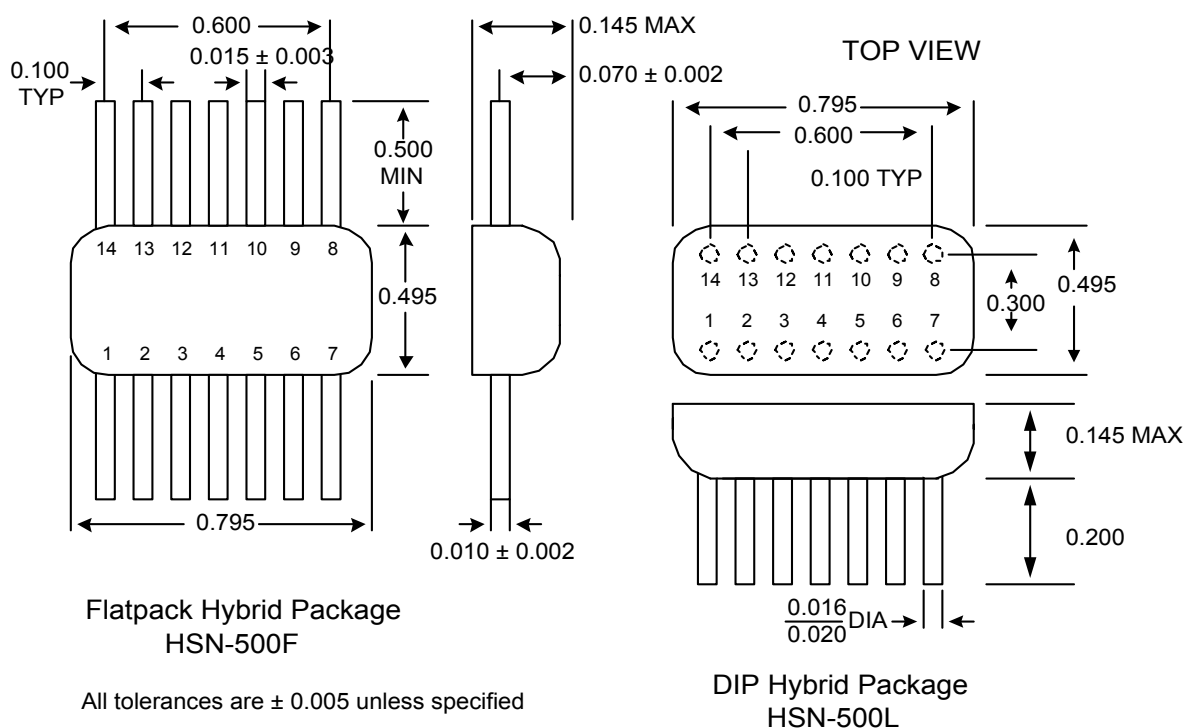 0.600
0.015 ± 0.003
0.100
TYP
0.500
MIN
14 13 12 11 10 9 8
0.495
1 2 3 4 5 6 7
0.795
0.145 MAX
0.070 ± 0.002
0.010 ± 0.002
Flatpack Hybrid Package
HSN-500F
All tolerances are ± 0.005 unless specified
TOP VIEW
0.795
0.600
0.100 TYP
14 13 12 11 10 9 8
0.300
0.495
1 2 3 4 5 6 7
0.145 MAX
0.200
0.016
0.020
DIA
DIP Hybrid Package
HSN-500L